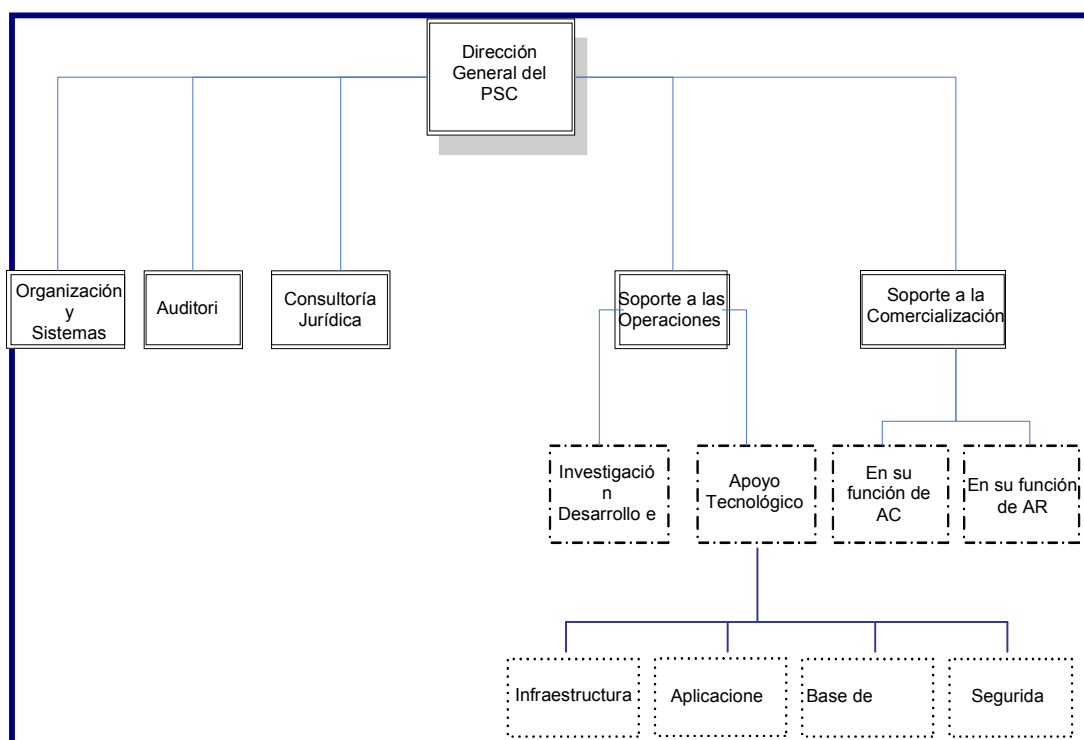 Dirección
General del
PSC
Organización
y
Sistemas
Auditori
Consultoría
Jurídica
Soporte a las
Operaciones
Soporte a la
Comercialización
Investigació
n
Desarrollo e
Apoyo
Tecnológico
En su
función de
AC
En su función
de AR
Infraestructura
Aplicacione
Base de
Segurida